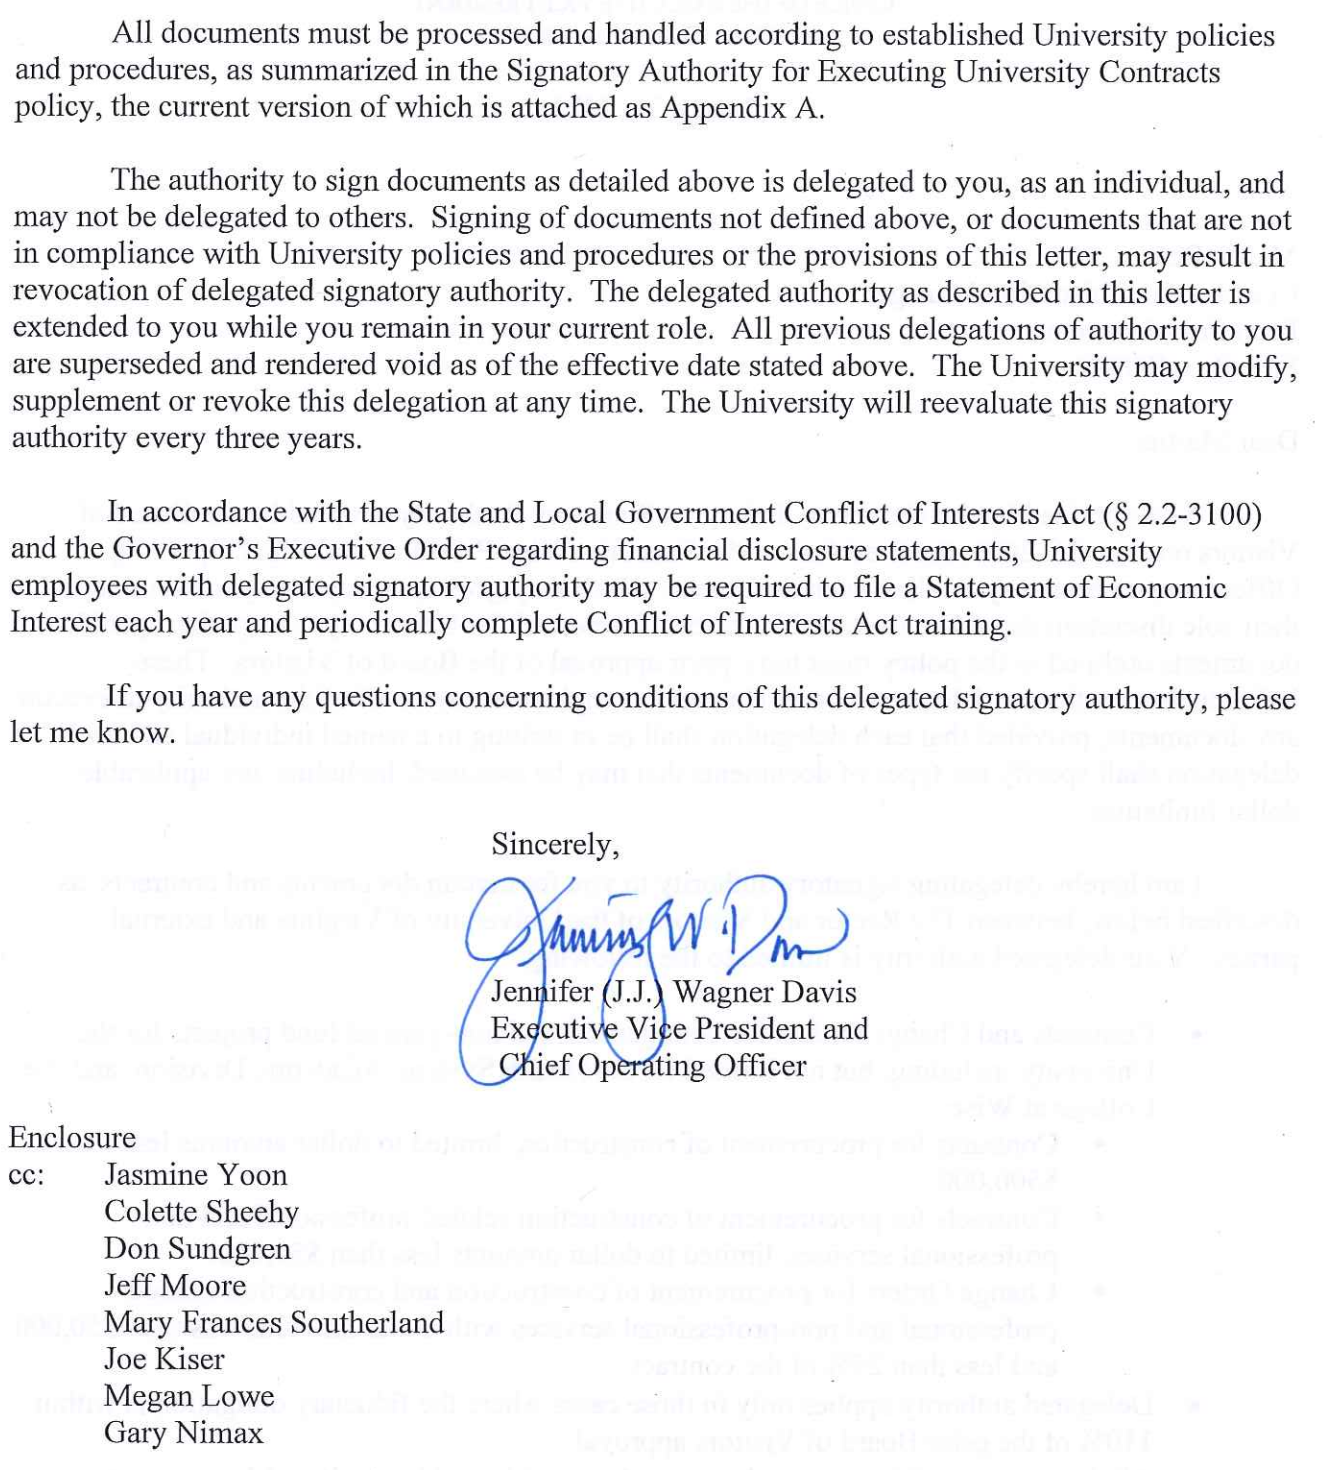 All documents must be processed and handled according to established University policies
and procedures, as summarized in the Signatory Authority for Executing University Contracts
policy, the current version of which is attached as Appendix A.
The authority to sign documents as detailed above is delegated to you, as an individual, and
may not be delegated to others.  Signing of documents not defined above, or documents that are not
in compliance with University policies and procedures or the provisions of this letter, may result in
revocation of delegated signatory authority.  The delegated authority as described in this letter is
extended to you while you remain in your current role.  All previous delegations of authority to you
are superseded and rendered void as of the effective date stated above.  The University may modify,
supplement or revoke this delegation at any time.  The University will reevaluate this signatory
authority every three years.
In accordance with the State and Local Government Conflict of Interests Act (§ 2.2-3100)
and the Governor's Executive Order regarding financial disclosure statements, University
employees with delegated signatory authority may be required to file a Statement of Economic
Interest each year and periodically complete Conflict of Interests Act training.
If you have any questions concerning conditions of this delegated signatory authority, please
let me know.
Sincerely,
Jennifer (J.J.) Wagner Davis
Executive Vice President and
Chief Operating Officer
Enclosure
cc: Jasmine Yoon
Colette Sheehy
Don Sundgren
Jeff Moore
Mary Frances Southerland
Joe Kiser
Megan Lowe
Gary Nimax